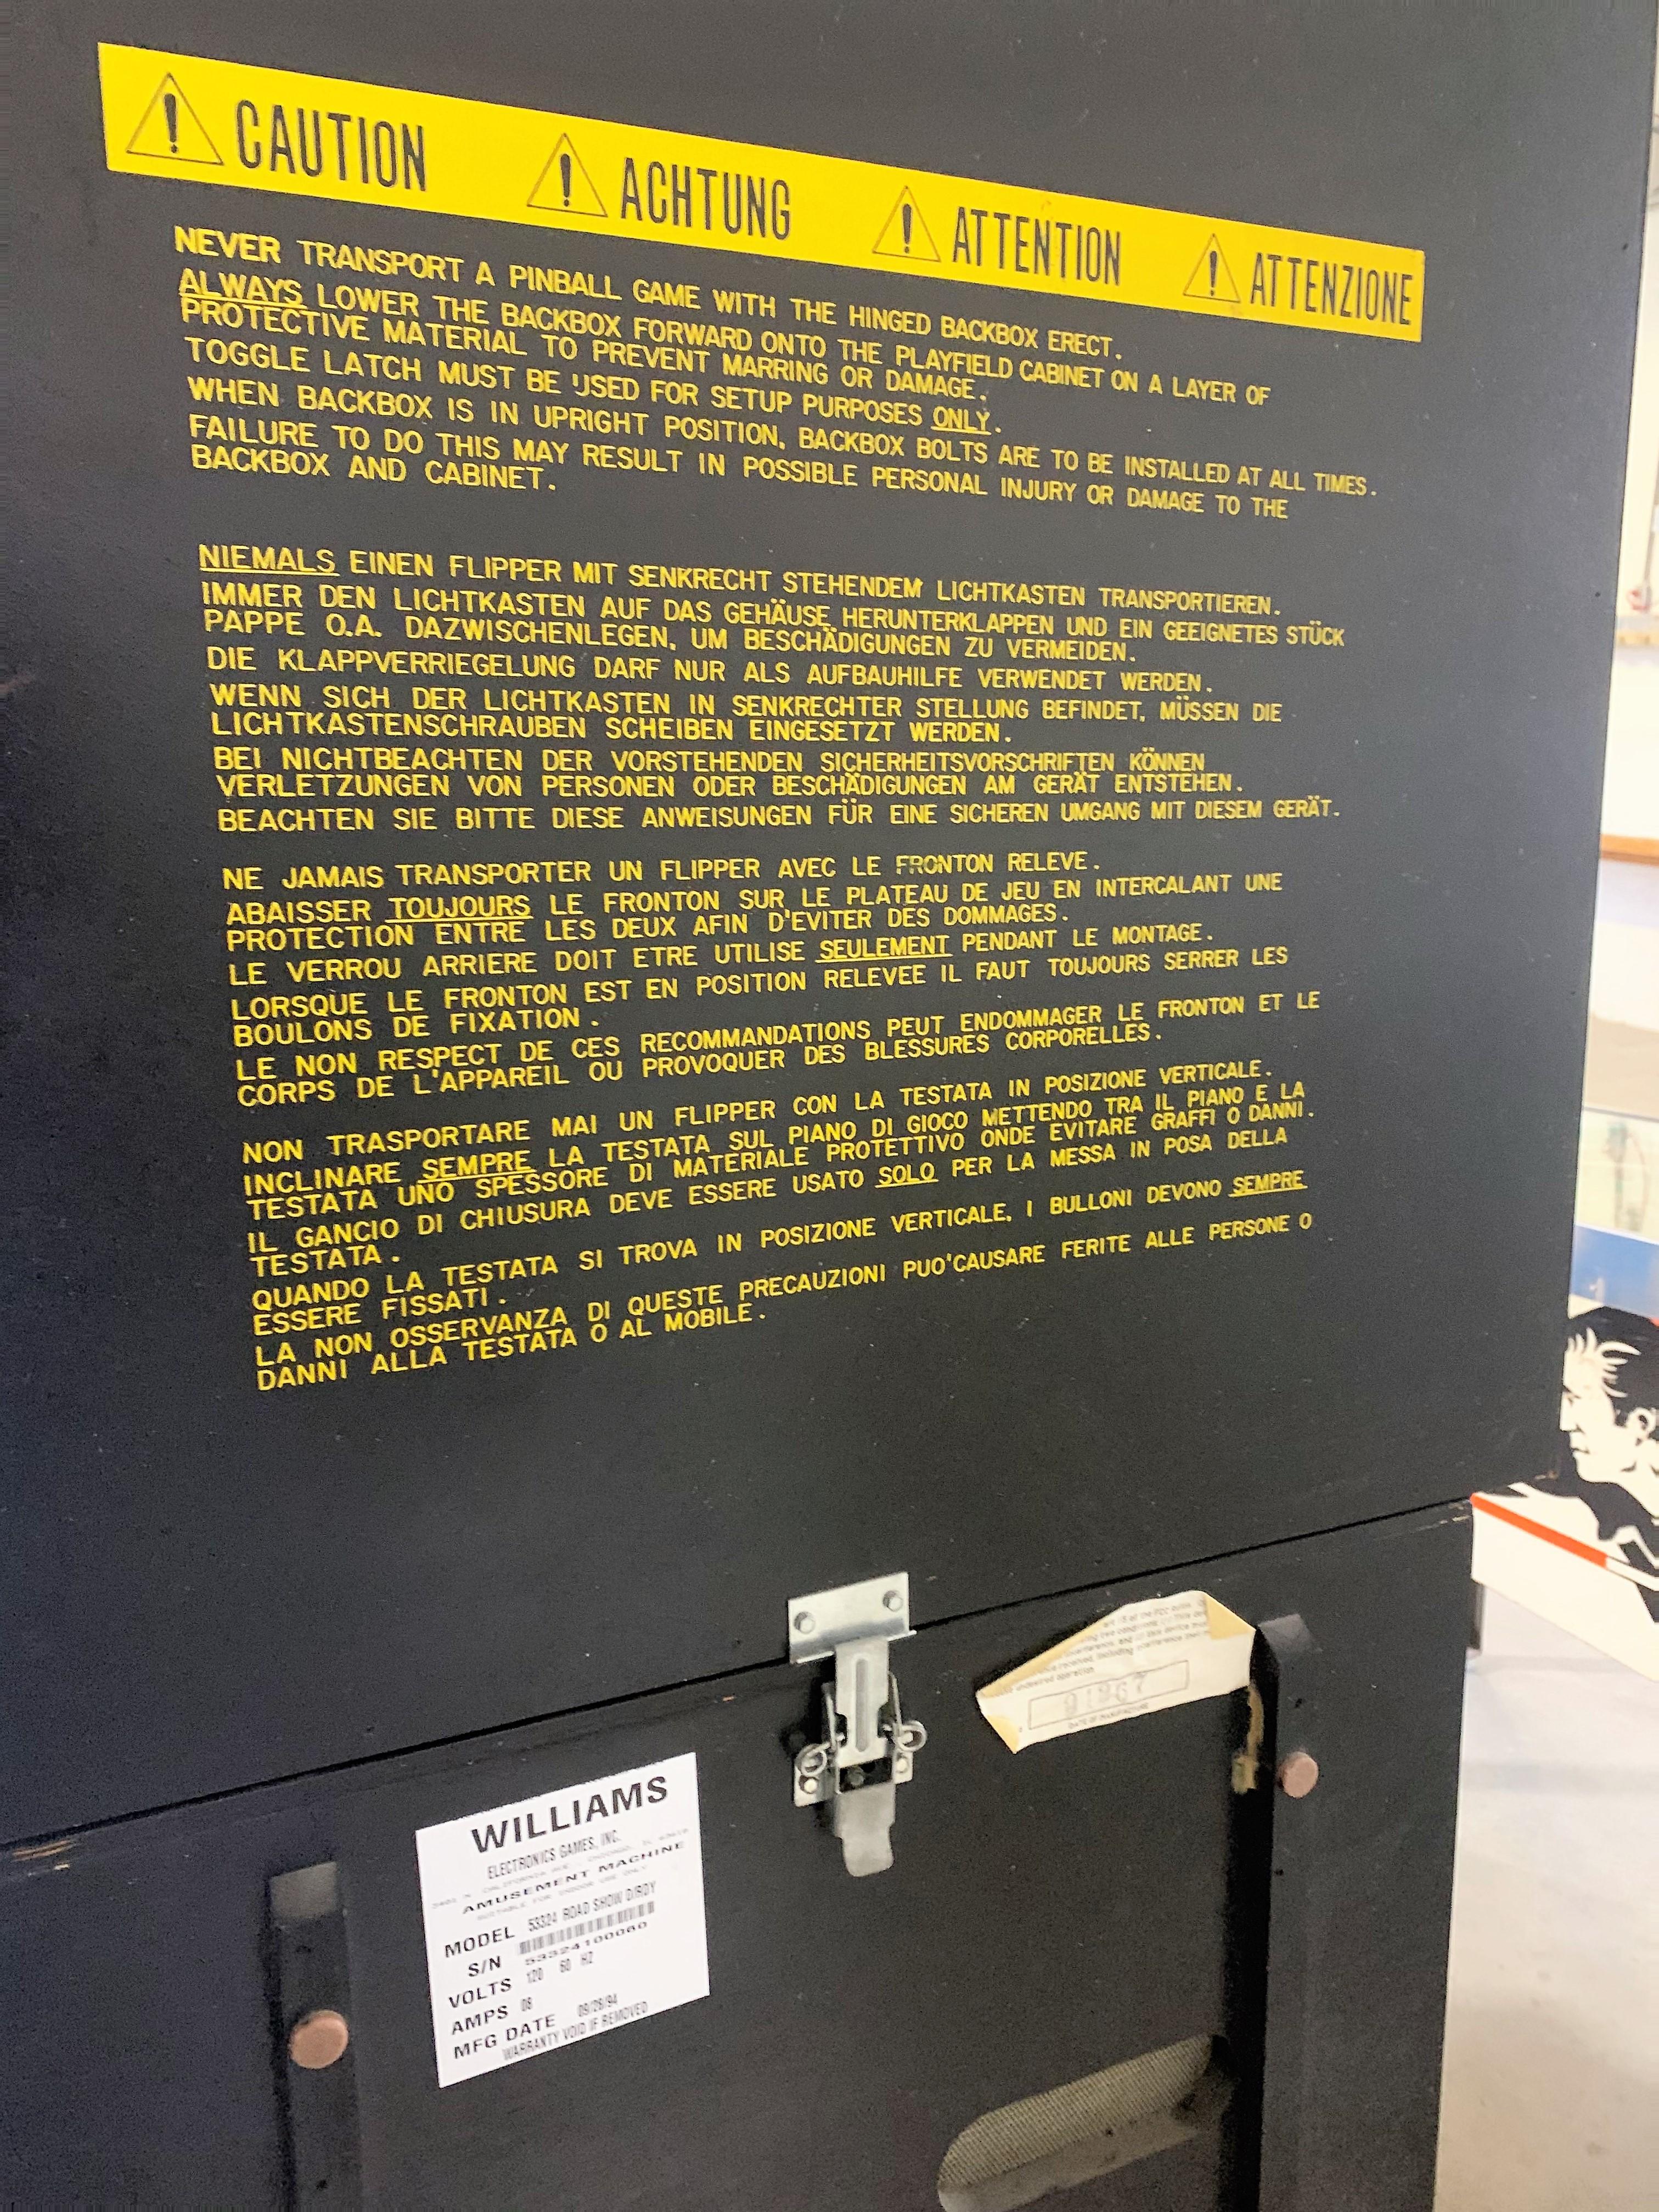 CAUTION ACHTUNG ATTENTION ATTENZIONE
NEVER TRANSPORT A PINBALL GAME WITH THE HINGED BACKBOX ERECT.
ALWAYS LOWER THE BACKBOX FORWARD ONTO THE PLAYFIELD CABINET ON A LAYER OF
PROTECTIVE MATERIAL TO PREVENT MARRING OR DAMAGE.
TOGGLE LATCH MUST BE USED FOR SETUP PURPOSES ONLY.
WHEN BACKBOX IS IN UPRIGHT POSITION, BACKBOX BOLTS ARE TO BE INSTALLED AT ALL TIMES.
FAILURE TO DO THIS MAY RESULT IN POSSIBLE PERSONAL INJURY OR DAMAGE TO THE
BACKBOX AND CABINET.
NIEMALS EINEN FLIPPER MIT SENKRECHT STEHENDEM LICHTKASTEN TRANSPORTIEREN.
IMMER DEN LICHTKASTEN AUF DAS GEHÄUSE HERUNTERKLAPPEN UND EIN GEEIGNETES STÜCK
PAPPE O.A. DAZWISCHENLEGEN, UM BESCHÄDIGUNGEN ZU VERMEIDEN.
DIE KLAPPVERRIEGELUNG DARF NUR ALS AUFBAUHILFE VERWENDET WERDEN.
WENN SICH DER LICHTKASTEN IN SENKRECHTER STELLUNG BEFINDET, MÜSSEN DIE
LICHTKASTENSCHRAUBEN SCHEIBEN EINGESETZT WERDEN.
BEI NICHTBEACHTEN DER VORSTEHENDEN SICHERHEITSVORSCHRIFTEN KÖNNEN
VERLETZUNGEN VON PERSONEN ODER BESCHÄDIGUNGEN AM GERÄT ENTSTEHEN.
BEACHTEN SIE BITTE DIESE ANWEISUNGEN FÜR EINE SICHEREN UMGANG MIT DIESEM GERÄT.
NE JAMAIS TRANSPORTER UN FLIPPER AVEC LE FRONTON RELEVE.
ABAISSER TOUJOURS LE FRONTON SUR LE PLATEAU DE JEU EN INTERCALANT UNE
PROTECTION ENTRE LES DEUX AFIN D'EVITER DES DOMMAGES.
LE VERROU ARRIERE DOIT ETRE UTILISE SEULEMENT PENDANT LE MONTAGE.
LORSQUE LE FRONTON EST EN POSITION RELEVEE IL FAUT TOUJOURS SERRER LES
BOULONS DE FIXATION.
LE NON RESPECT DE CES RECOMMANDATIONS PEUT ENDOMMAGER LE FRONTON ET LE
CORPS DE L'APPAREIL OU PROVOQUER DES BLESSURES CORPORELLES.
NON TRASPORTARE MAI UN FLIPPER CON LA TESTATA IN POSIZIONE VERTICALE.
INCLINARE SEMPRE LA TESTATA SUL PIANO DI GIOCO METTENDO TRA IL PIANO E LA
TESTATA UNO SPESSORE DI MATERIALE PROTETTIVO ONDE EVITARE GRAFFI O DANNI.
IL GANCIO DI CHIUSURA DEVE ESSERE USATO SOLO PER LA MESSA IN POSA DELLA
TESTATA.
QUANDO LA TESTATA SI TROVA IN POSIZIONE VERTICALE, I BULLONI DEVONO SEMPRE
ESSERE FISSATI.
LA NON OSSERVANZA DI QUESTE PRECAUZIONI PUO'CAUSARE FERITE ALLE PERSONE O
DANNI ALLA TESTATA O AL MOBILE.
DATE OF MANUFACTURE
WILLIAMS
ELECTRONICS GAMES, INC.
AMUSEMENT MACHINE
MODEL 53324 ROAD SHOW D/RDY
S/N 53324100060
VOLTS 120 60 HZ
AMPS 08
MFG DATE 09/28/94
WARRANTY VOID IF REMOVED